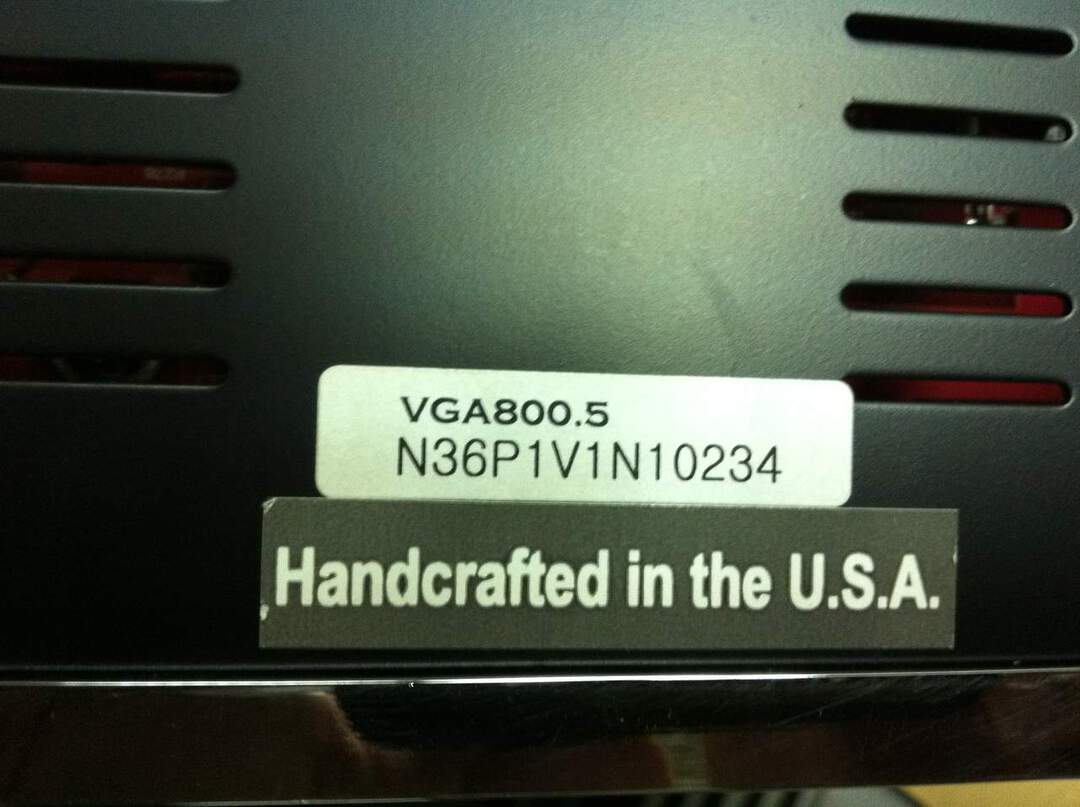 VGA800.5
N36P1V1N10234
Handcrafted in the U.S.A.